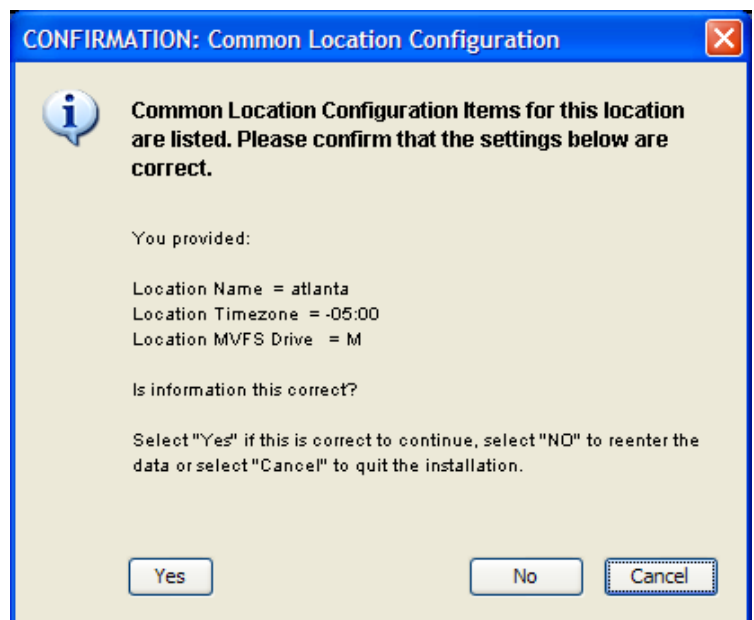 CONFIRMATION: Common Location Configuration
Common Location Configuration Items for this location
are listed. Please confirm that the settings below are
correct.
You provided:
Location Name = atlanta
Location Timezone = -05:00
Location MVFS Drive = M
Is information this correct?
Select "Yes" if this is correct to continue, select "NO" to reenter the
data or select "Cancel" to quit the installation.
Yes No Cancel